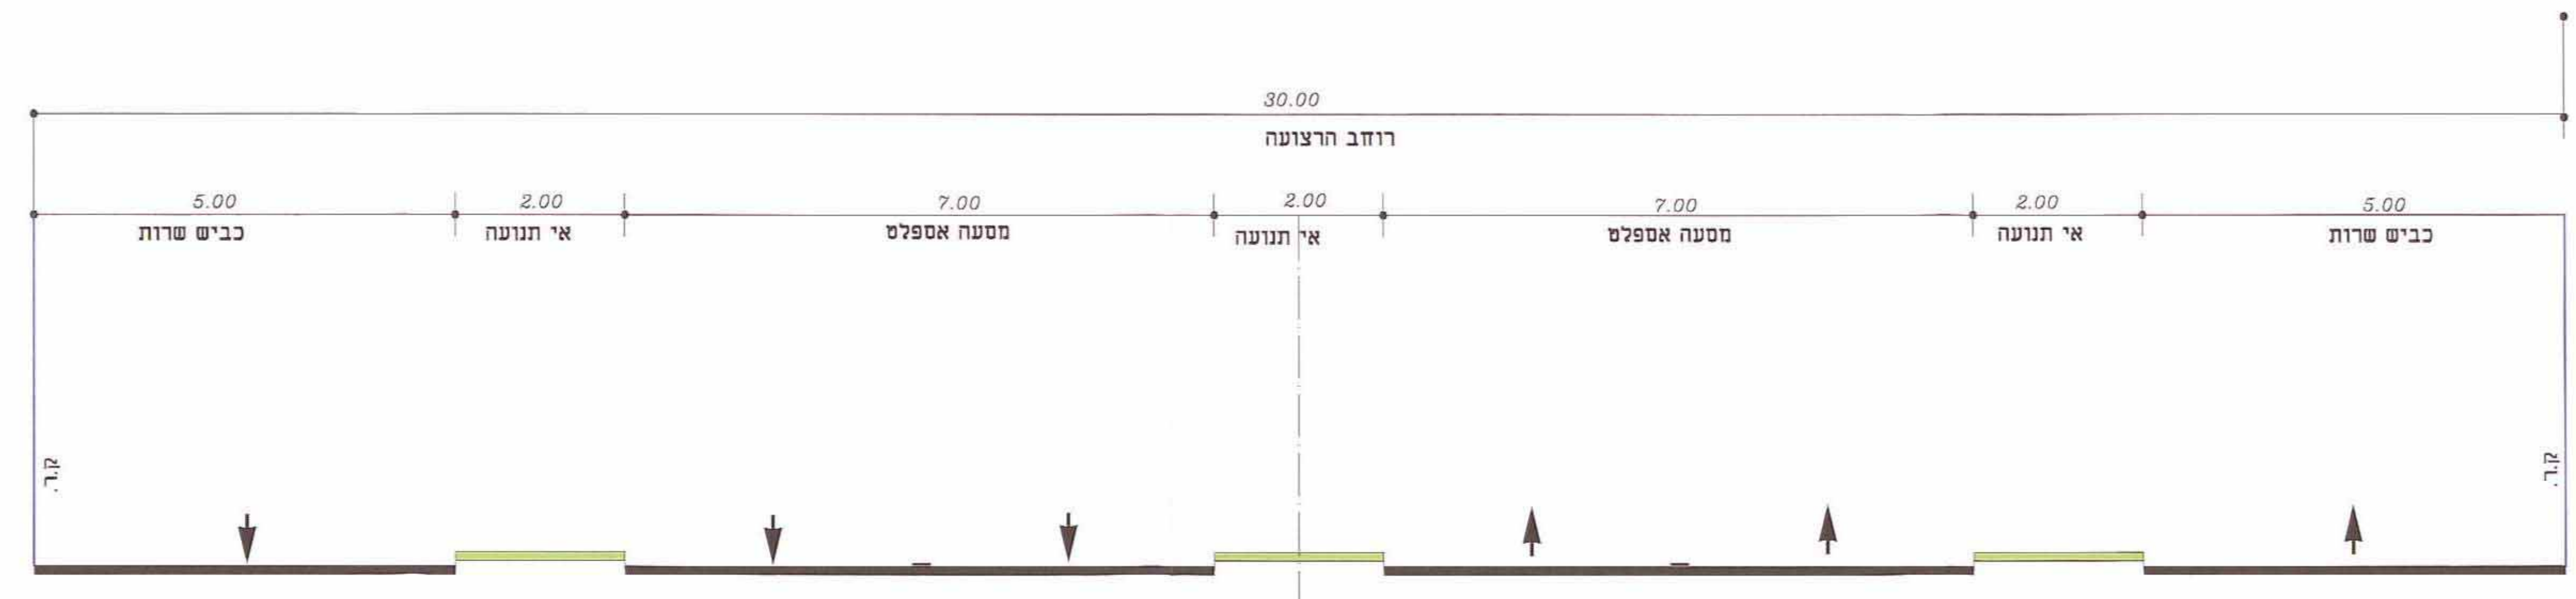 30.00
רוחב הרצועה
5.00 2.00 7.00 2.00 7.00 2.00 5.00
כביש שרות אי תנועה מסעה אספלט אי תנועה מסעה אספלט אי תנועה כביש שרות
ק.ר.
ק.ר.